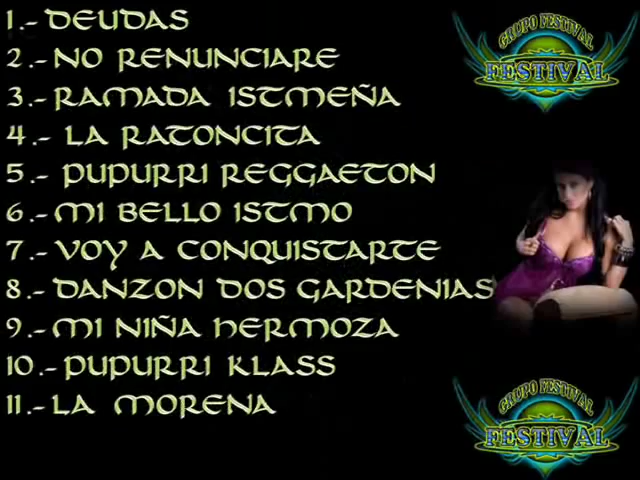 1.- DEUDAS
2.- NO RENUNCIARE
3.- RAMADA ISTMEÑA
4.- LA RATONCITA
5.- PUPURRI REGGAETON
6.- MI BELLO ISTMO
7.- VOY A CONQUISTARTE
8.- DANZON DOS GARDENIAS
9.- MI NIÑA HERMOZA
10.- PUPURRI KLASS
11.- LA MORENA
GRUPO FESTIVAL
FESTIVAL
GRUPO FESTIVAL
FESTIVAL